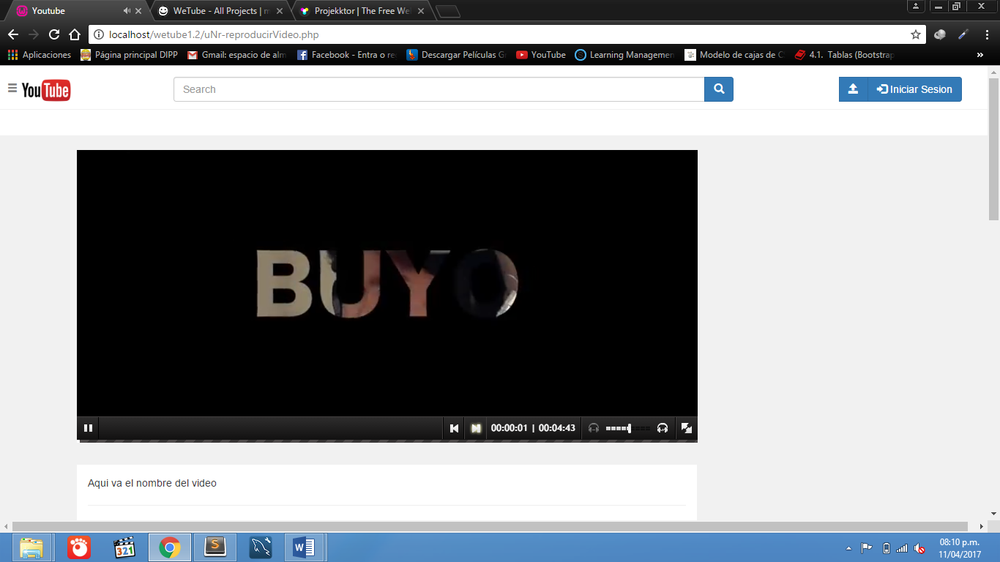 Youtube
WeTube - All Projects | m
Projekktor | The Free We
localhost/wetube1.2/uNr-reproducirVideo.php
Aplicaciones
Página principal DIPP
Gmail: espacio de alm
Facebook - Entra o re
Descargar Películas G
YouTube
Learning Managemen
Modelo de cajas de C
4.1. Tablas (Bootstrap
»
YouTube
Search
Iniciar Sesion
BUYO
00:00:01 | 00:04:43
Aqui va el nombre del video
321
S
W
08:10 p.m.
11/04/2017